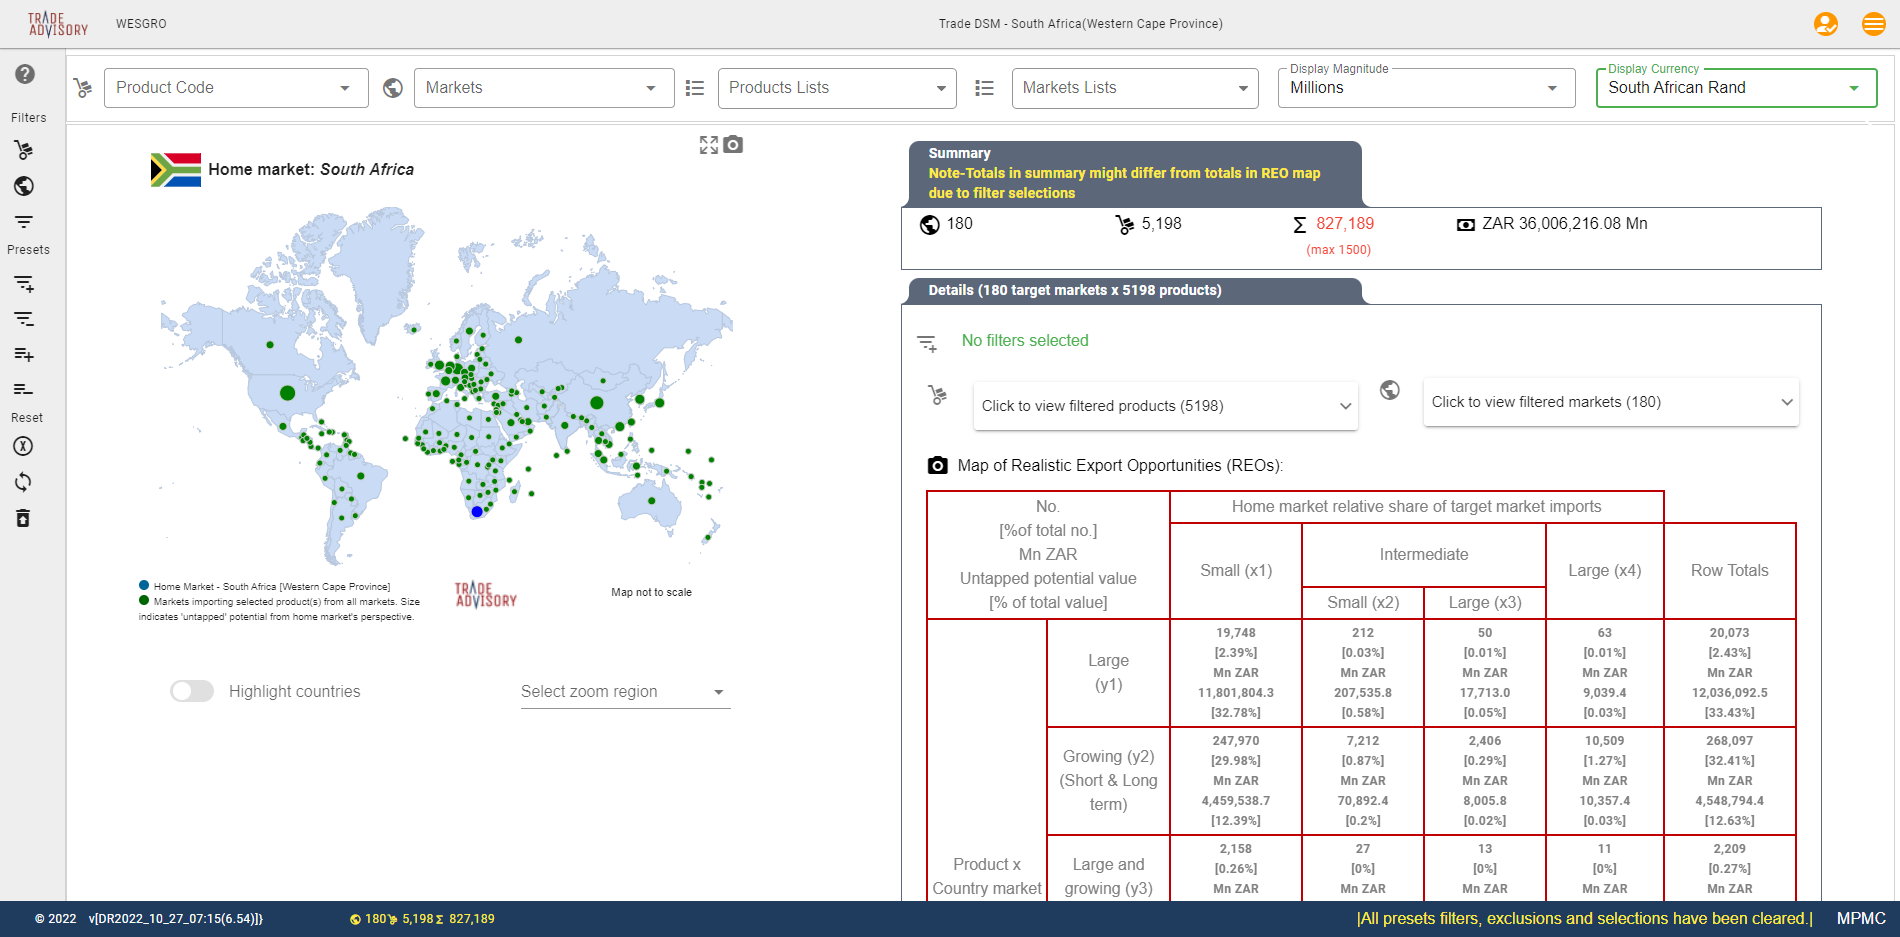 TRADE
ADVISORY
WESGRO
Trade DSM - South Africa(Western Cape Province)
Filters
Presets
Reset
Product Code
Markets
Products Lists
Markets Lists
Display Magnitude
Millions
Display Currency
South African Rand
Home market: South Africa
Home Market - South Africa [Western Cape Province]
Markets importing selected product(s) from all markets. Size
indicates 'untapped' potential from home market's perspective.
TRADE
ADVISORY
Map not to scale
Highlight countries
Select zoom region
Summary
Note-Totals in summary might differ from totals in REO map
due to filter selections
180
5,198
Σ 827,189
(max 1500)
ZAR 36,006,216.08 Mn
Details (180 target markets x 5198 products)
No filters selected
Click to view filtered products (5198)
Click to view filtered markets (180)
Map of Realistic Export Opportunities (REOs):
No.
[%of total no.]
Mn ZAR
Untapped potential value
[% of total value]
Home market relative share of target market imports
Small (x1)
Intermediate
Small (x2)
Large (x3)
Large (x4)
Row Totals
Product x
Country market
Large
(y1)
19,748
[2.39%]
Mn ZAR
11,801,804.3
[32.78%]
212
[0.03%]
Mn ZAR
207,535.8
[0.58%]
50
[0.01%]
Mn ZAR
17,713.0
[0.05%]
63
[0.01%]
Mn ZAR
9,039.4
[0.03%]
20,073
[2.43%]
Mn ZAR
12,036,092.5
[33.43%]
Growing (y2)
(Short & Long
term)
247,970
[29.98%]
Mn ZAR
4,459,538.7
[12.39%]
7,212
[0.87%]
Mn ZAR
70,892.4
[0.2%]
2,406
[0.29%]
Mn ZAR
8,005.8
[0.02%]
10,509
[1.27%]
Mn ZAR
10,357.4
[0.03%]
268,097
[32.41%]
Mn ZAR
4,548,794.4
[12.63%]
Large and
growing (y3)
2,158
[0.26%]
Mn ZAR
27
[0%]
Mn ZAR
13
[0%]
Mn ZAR
11
[0%]
Mn ZAR
2,209
[0.27%]
Mn ZAR
© 2022 v[DR2022_10_27_07:15(6.54)]}
180 5,198 Σ 827,189
|All presets filters, exclusions and selections have been cleared.|
MPMC